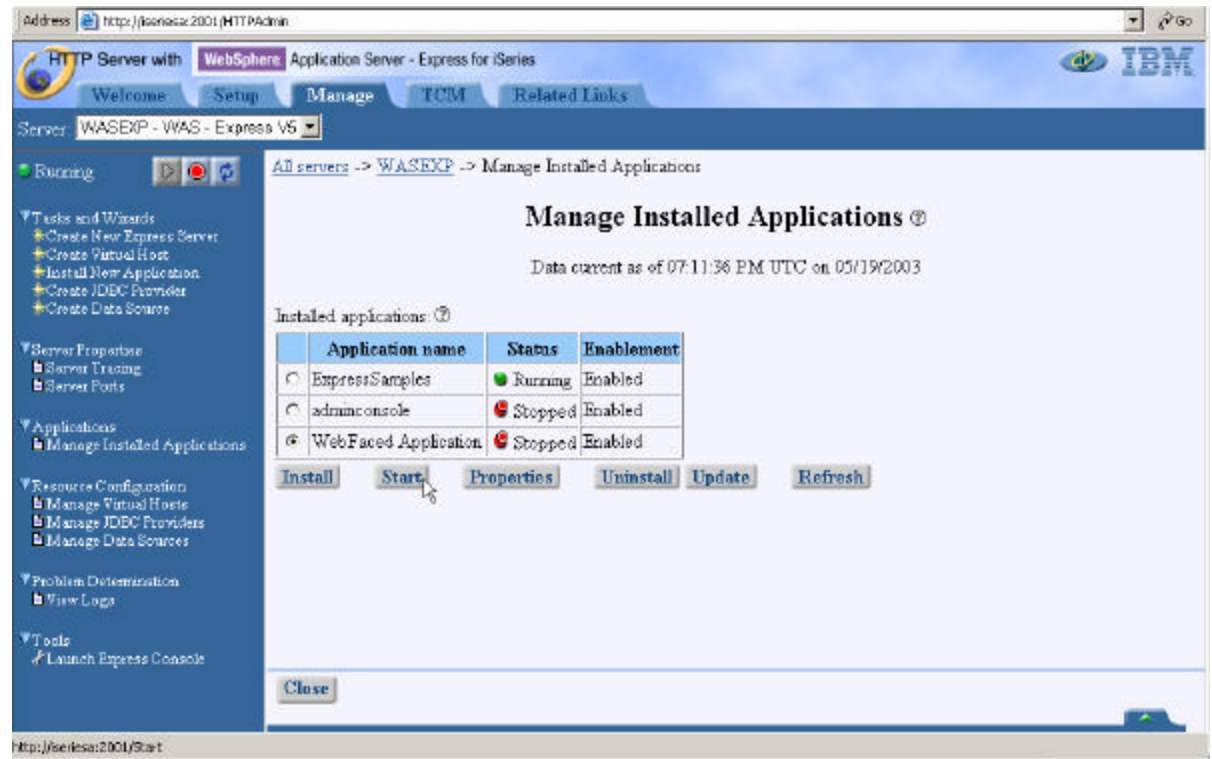 Address http://iseriesa:2001/HTTPAdmin Go
HTTP Server with WebSphere Application Server - Express for iSeries IBM
Welcome Setup Manage TCM Related Links
Server: WASEXP - WAS - Express V5
Running
All servers -> WASEXP -> Manage Installed Applications
Manage Installed Applications
Data current as of 07:11:36 PM UTC on 05/19/2003
Tasks and Wizards
Create New Express Server
Create Virtual Host
Install New Application
Create JDBC Provider
Create Data Source
Server Properties
Server Tracing
Server Ports
Applications
Manage Installed Applications
Resource Configuration
Manage Virtual Hosts
Manage JDBC Providers
Manage Data Sources
Problem Determination
View Logs
Tools
Launch Express Console
Installed applications:
Application name Status Enablement
ExpressSamples Running Enabled
adminconsole Stopped Enabled
WebFaced Application Stopped Enabled
Install Start Properties Uninstall Update Refresh
Close
http://iseriesa:2001/Start